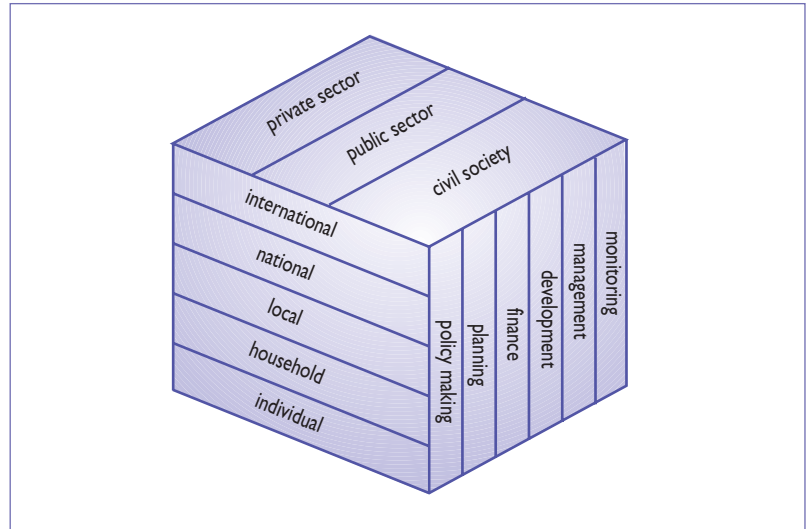 private sector
public sector
civil society
international
national
local
household
individual
policy making
planning
finance
development
management
monitoring